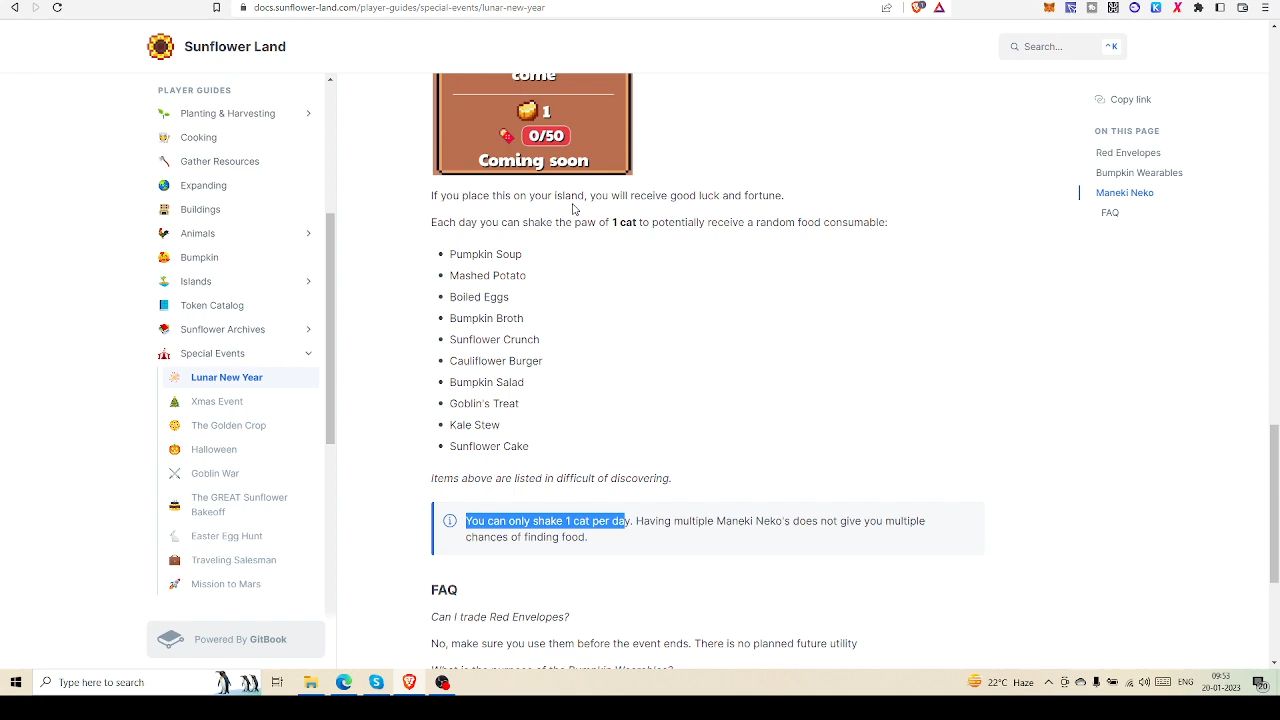 docs.sunflower-land.com/player-guides/special-events/lunar-new-year
Sunflower Land
Search...
^K
PLAYER GUIDES
Planting & Harvesting
Cooking
Gather Resources
Expanding
Buildings
Animals
Bumpkin
Islands
Token Catalog
Sunflower Archives
Special Events
Lunar New Year
Xmas Event
The Golden Crop
Halloween
Goblin War
The GREAT Sunflower
Bakeoff
Easter Egg Hunt
Traveling Salesman
Mission to Mars
Powered By GitBook
come
1
0/50
Coming soon
If you place this on your island, you will receive good luck and fortune.
Each day you can shake the paw of 1 cat to potentially receive a random food consumable:
Pumpkin Soup
Mashed Potato
Boiled Eggs
Bumpkin Broth
Sunflower Crunch
Cauliflower Burger
Bumpkin Salad
Goblin's Treat
Kale Stew
Sunflower Cake
Items above are listed in difficult of discovering.
You can only shake 1 cat per day. Having multiple Maneki Neko's does not give you multiple
chances of finding food.
FAQ
Can I trade Red Envelopes?
No, make sure you use them before the event ends. There is no planned future utility
What is the purpose of the Bumpkin Wearables?
Copy link
ON THIS PAGE
Red Envelopes
Bumpkin Wearables
Maneki Neko
FAQ
Type here to search
22°C Haze
ENG
09:53
20-01-2023
20